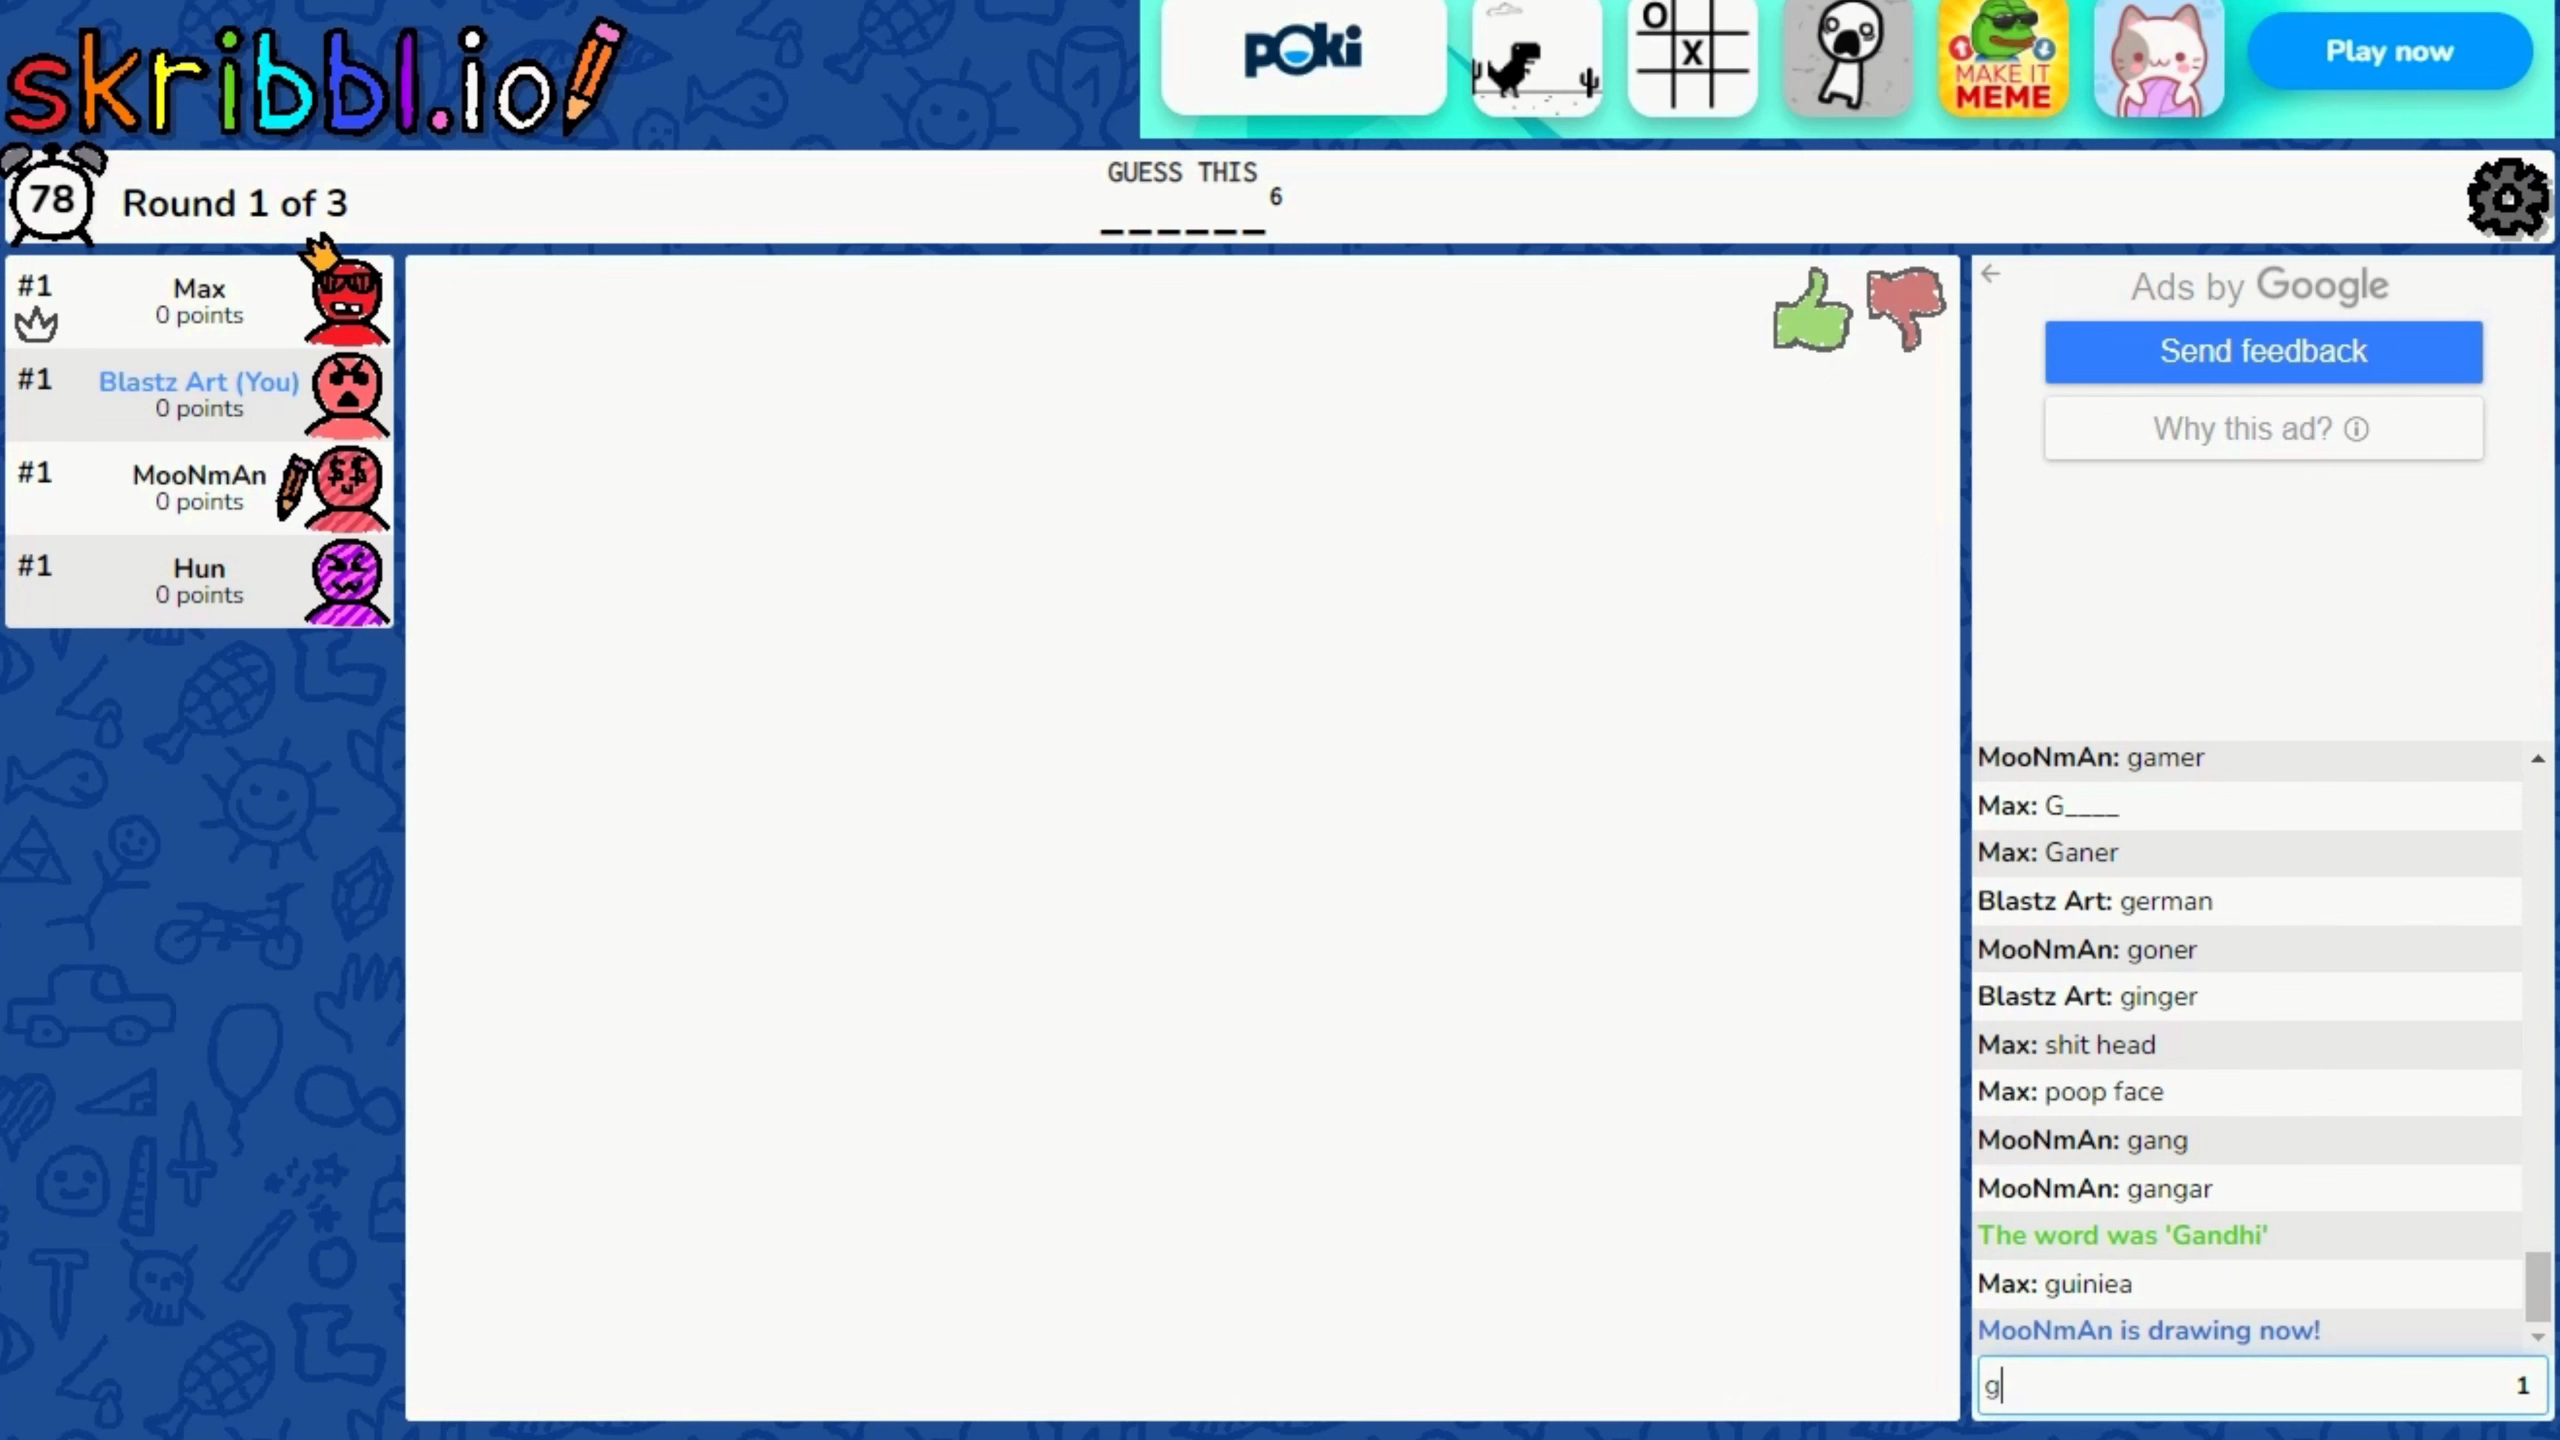 skribbl.io
poki
O
X
MAKE IT
MEME
Play now
78
Round 1 of 3
GUESS THIS
6
______
#1
Max
0 points
#1
Blastz Art (You)
0 points
#1
MooNmAn
0 points
#1
Hun
0 points
Ads by Google
Send feedback
Why this ad?
MooNmAn: gamer
Max: G____
Max: Ganer
Blastz Art: german
MooNmAn: goner
Blastz Art: ginger
Max: shit head
Max: poop face
MooNmAn: gang
MooNmAn: gangar
The word was 'Gandhi'
Max: guiniea
MooNmAn is drawing now!
g
1